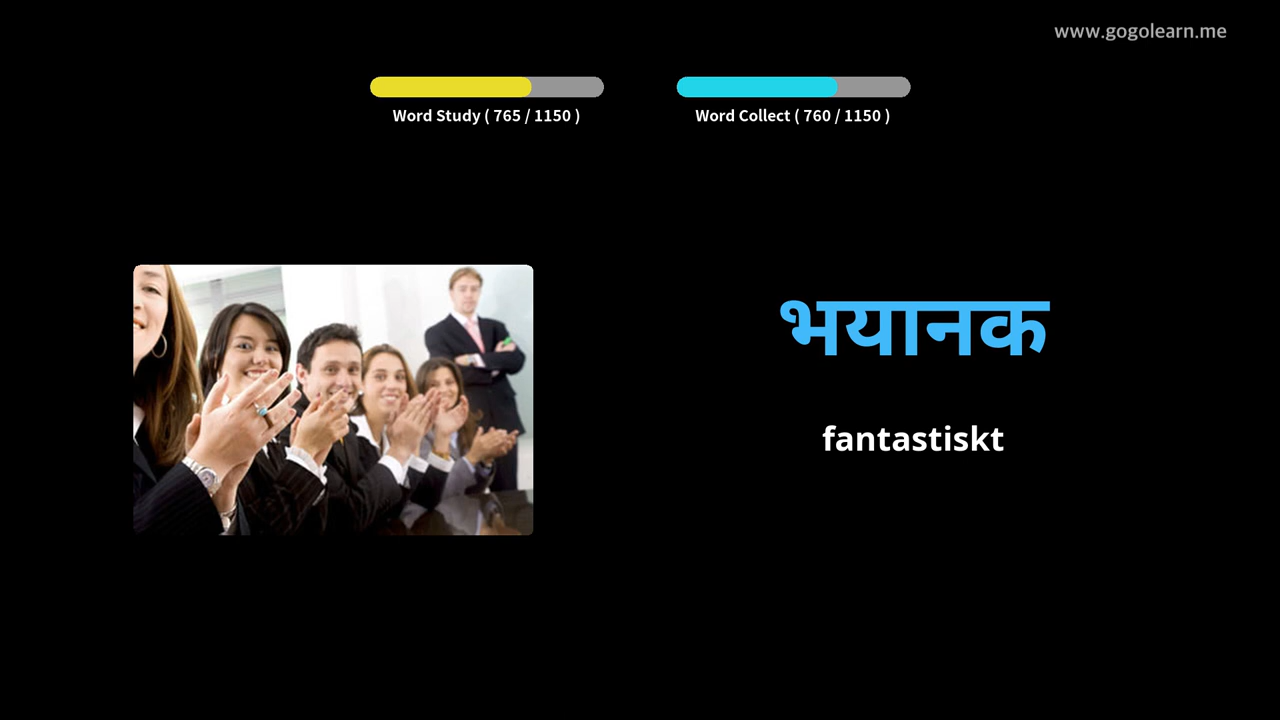 www.gogolearn.me
Word Study ( 765 / 1150 )
Word Collect ( 760 / 1150 )
भयानक
fantastiskt